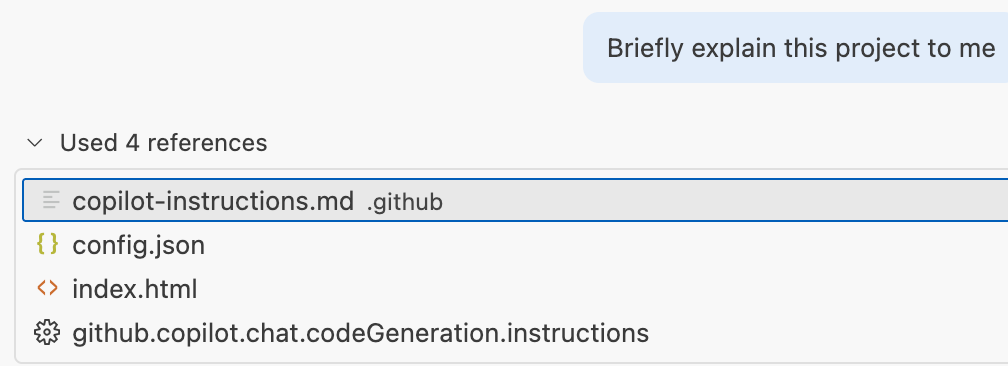 Briefly explain this project to me
Used 4 references
copilot-instructions.md .github
{} config.json
<> index.html
github.copilot.chat.codeGeneration.instructions